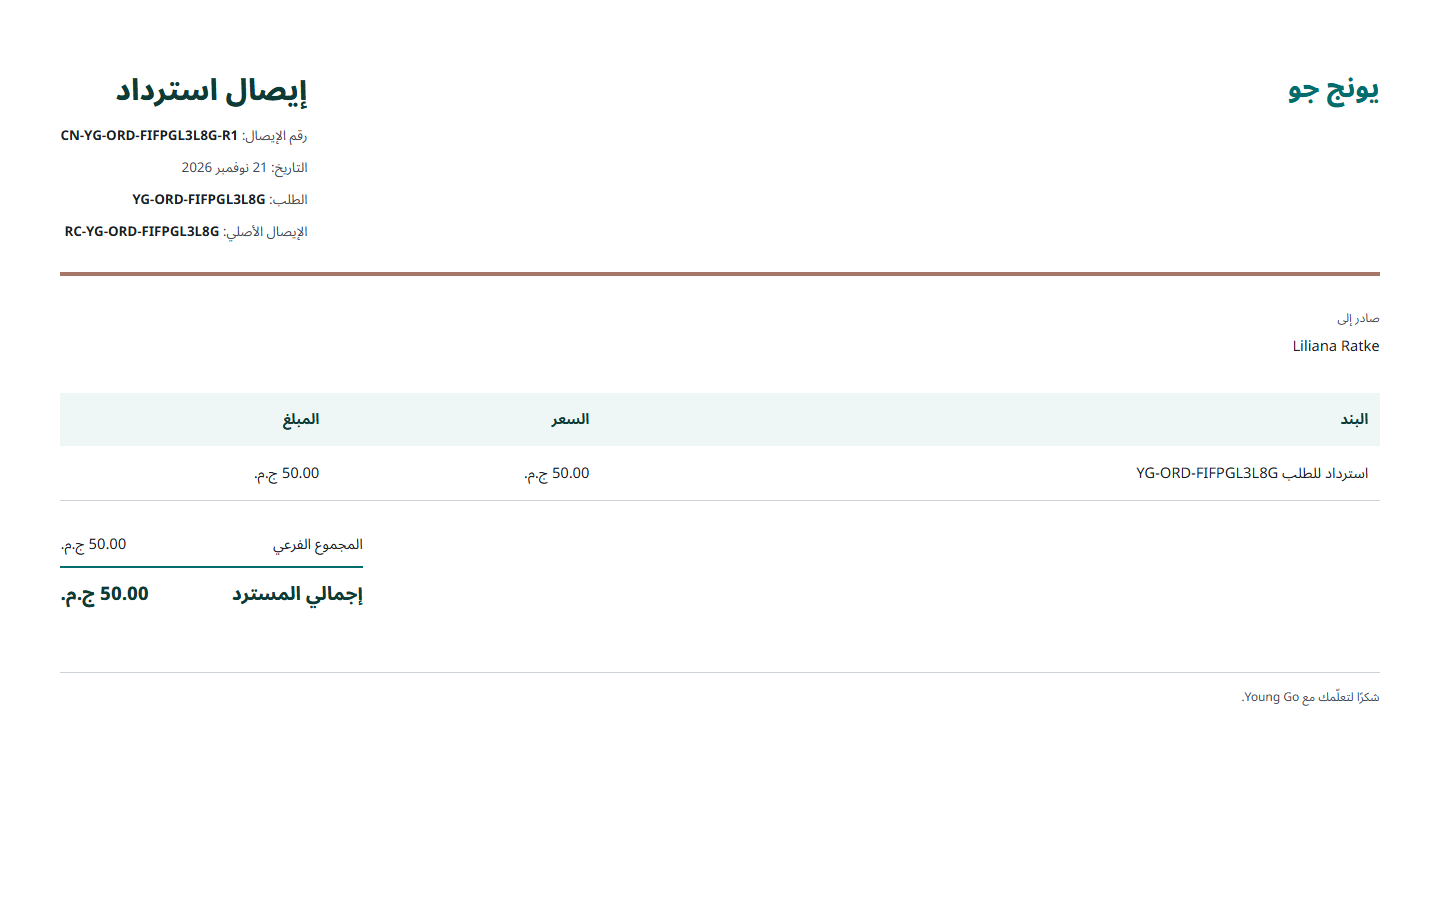 يونج جو
إيصال استرداد
رقم الإيصال: CN-YG-ORD-FIFPGL3L8G-R1
التاريخ: 21 نوفمبر 2026
الطلب: YG-ORD-FIFPGL3L8G
الإيصال الأصلي: RC-YG-ORD-FIFPGL3L8G
صادر إلى
Liliana Ratke
البند السعر المبلغ
استرداد للطلب YG-ORD-FIFPGL3L8G 50.00 ج.م. 50.00 ج.م.
المجموع الفرعي 50.00 ج.م.
إجمالي المسترد 50.00 ج.م.
شكرًا لتعلّمك مع Young Go.